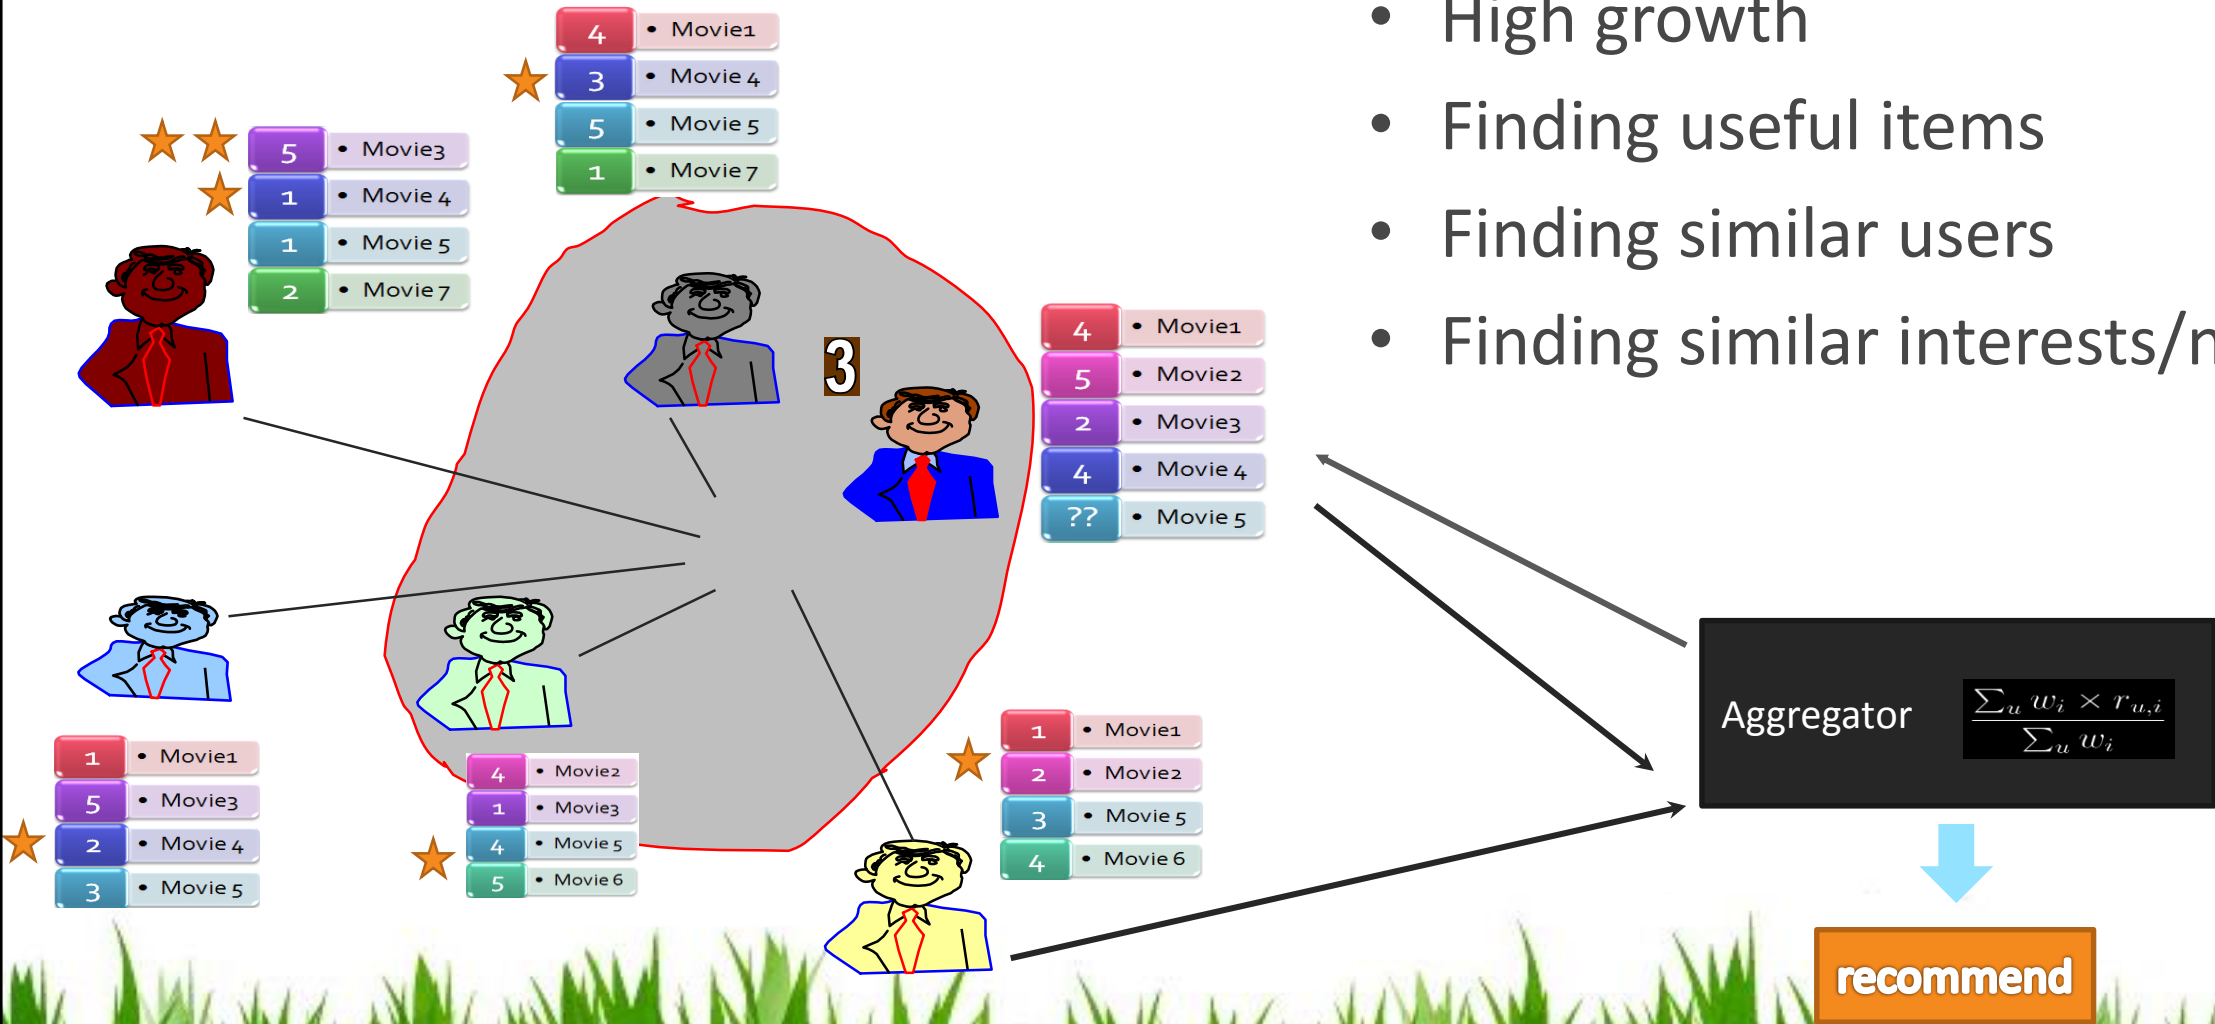 4 • Movie1
3 • Movie 4
5 • Movie 5
1 • Movie 7
5 • Movie3
1 • Movie 4
1 • Movie 5
2 • Movie 7
• High growth
• Finding useful items
• Finding similar users
• Finding similar interests/
3
4 • Movie1
5 • Movie2
2 • Movie3
4 • Movie 4
?? • Movie 5
1 • Movie1
5 • Movie3
2 • Movie 4
3 • Movie 5
4 • Movie2
1 • Movie3
4 • Movie 5
5 • Movie 6
1 • Movie1
2 • Movie2
3 • Movie 5
4 • Movie 6
Aggregator
∑u wi × ru,i
∑u wi
recommend